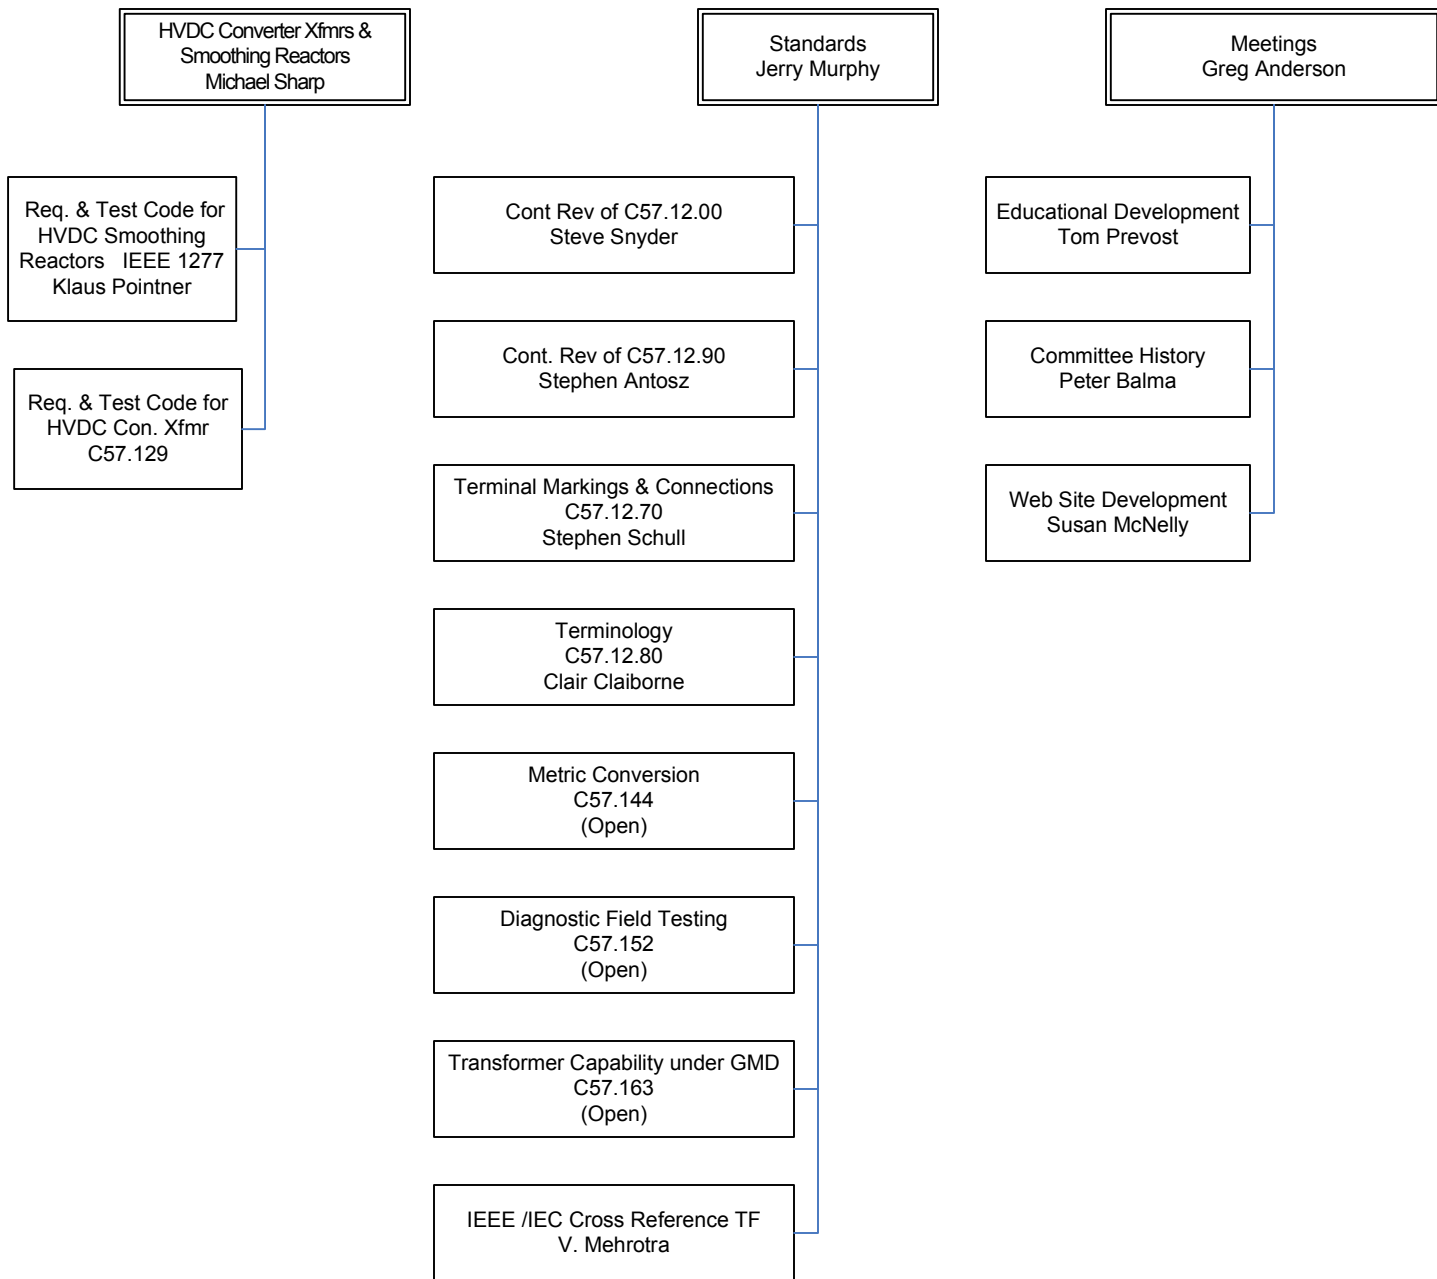 HVDC Converter Xfmrs &
Smoothing Reactors
Michael Sharp
Req. & Test Code for
HVDC Smoothing
Reactors IEEE 1277
Klaus Pointner
Req. & Test Code for
HVDC Con. Xfmr
C57.129
Standards
Jerry Murphy
Cont Rev of C57.12.00
Steve Snyder
Cont. Rev of C57.12.90
Stephen Antosz
Terminal Markings & Connections
C57.12.70
Stephen Schull
Terminology
C57.12.80
Clair Claiborne
Metric Conversion
C57.144
(Open)
Diagnostic Field Testing
C57.152
(Open)
Transformer Capability under GMD
C57.163
(Open)
IEEE /IEC Cross Reference TF
V. Mehrotra
Meetings
Greg Anderson
Educational Development
Tom Prevost
Committee History
Peter Balma
Web Site Development
Susan McNelly